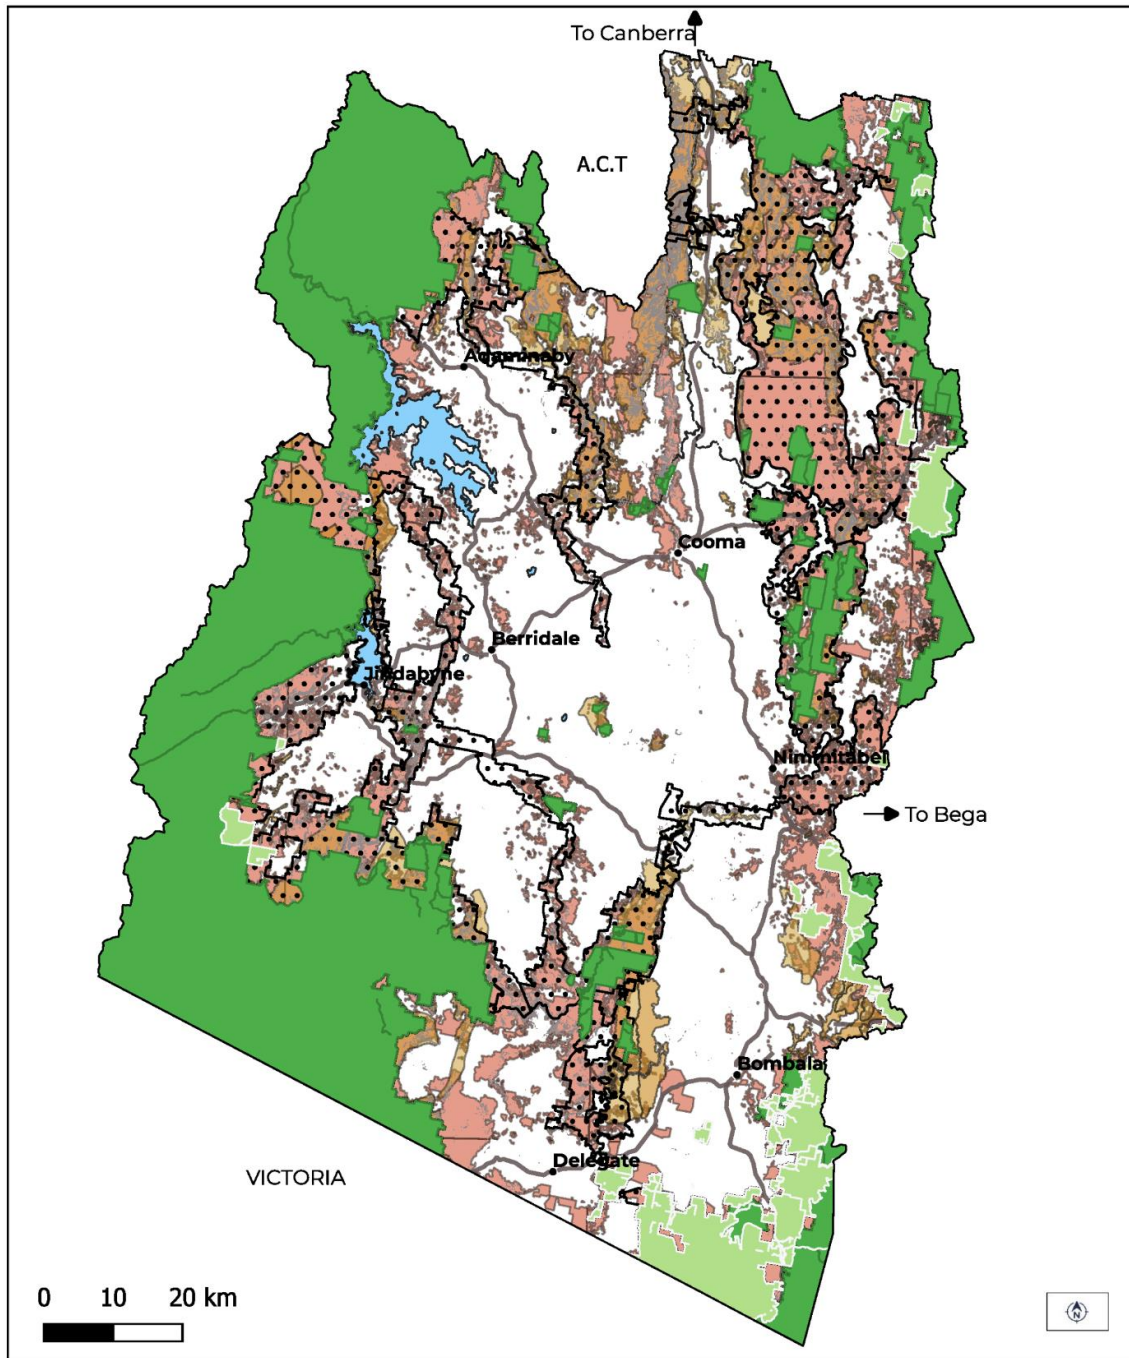 To Canberra
A.C.T
Adaminaby
Cooma
Berridale
Jindabyne
Nimmitabel
To Bega
Bombala
Delegate
VICTORIA
0 10 20 km